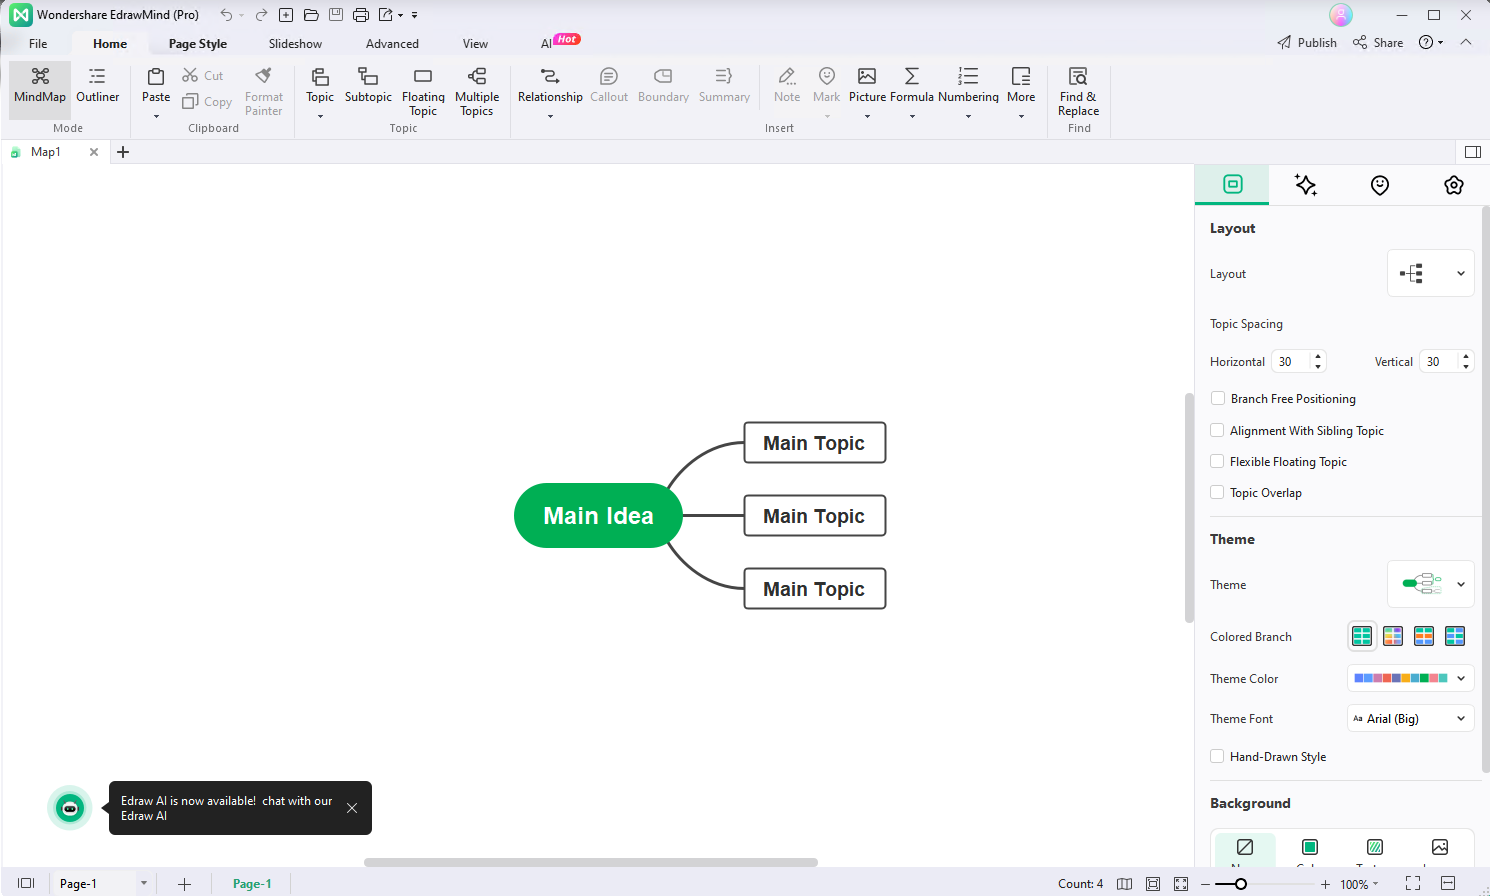 Wondershare EdrawMind (Pro)
File Home Page Style Slideshow Advanced View AI Hot
Publish Share
MindMap Outliner Paste Cut Copy Format Painter Topic Subtopic Floating Topic Multiple Topics Relationship Callout Boundary Summary Note Mark Picture Formula Numbering More Find & Replace
Mode Clipboard Topic Insert Find
Map1
Main Idea
Main Topic
Main Topic
Main Topic
Edraw AI is now available! chat with our
Edraw AI
Layout
Layout
Topic Spacing
Horizontal 30 Vertical 30
Branch Free Positioning
Alignment With Sibling Topic
Flexible Floating Topic
Topic Overlap
Theme
Theme
Colored Branch
Theme Color
Theme Font Aa Arial (Big)
Hand-Drawn Style
Background
Page-1 Page-1 Count: 4 100%